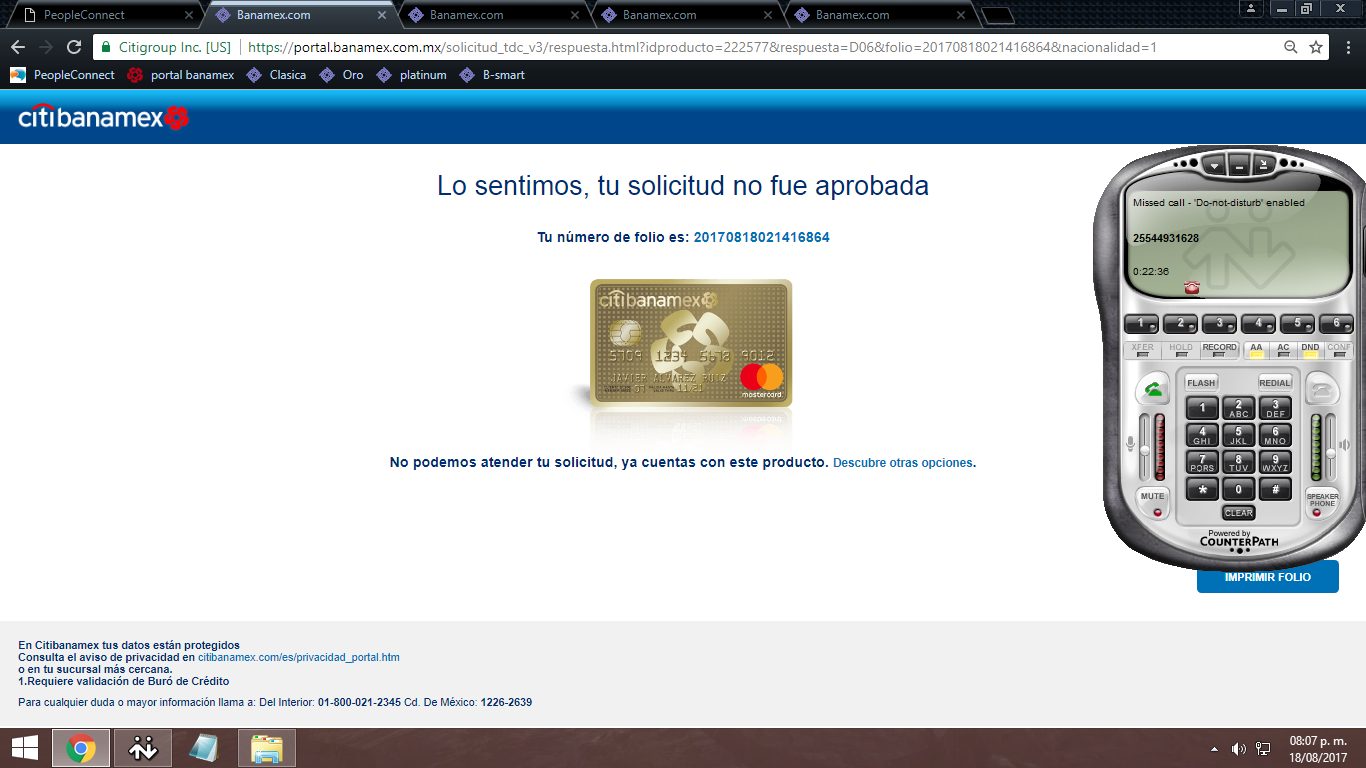 PeopleConnect
Banamex.com
Banamex.com
Banamex.com
Banamex.com
Citigroup Inc. [US]
https://portal.banamex.com.mx/solicitud_tdc_v3/respuesta.html?idproducto=222577&respuesta=D06&folio=20170818021416864&nacionalidad=1
PeopleConnect
portal banamex
Clasica
Oro
platinum
B-smart
citibanamex
Lo sentimos, tu solicitud no fue aprobada
Tu número de folio es: 20170818021416864
citibanamex
5709 1234 5678 9012
JAVIER ALVAREZ RUIZ
07 11/21
mastercard
No podemos atender tu solicitud, ya cuentas con este producto. Descubre otras opciones.
Missed call - 'Do-not-disturb' enabled
25544931628
0:22:36
1 2 3 4 5 6
XFER HOLD RECORD AA AC DND CONF
FLASH REDIAL
1 2 ABC 3 DEF
4 GHI 5 JKL 6 MNO
7 PQRS 8 TUV 9 WXYZ
* 0 #
MUTE
SPEAKER PHONE
CLEAR
Powered by
COUNTERPATH
IMPRIMIR FOLIO
En Citibanamex tus datos están protegidos
Consulta el aviso de privacidad en citibanamex.com/es/privacidad_portal.htm
o en tu sucursal más cercana.
1.Requiere validación de Buró de Crédito
Para cualquier duda o mayor información llama a: Del Interior: 01-800-021-2345 Cd. De México: 1226-2639
08:07 p. m.
18/08/2017